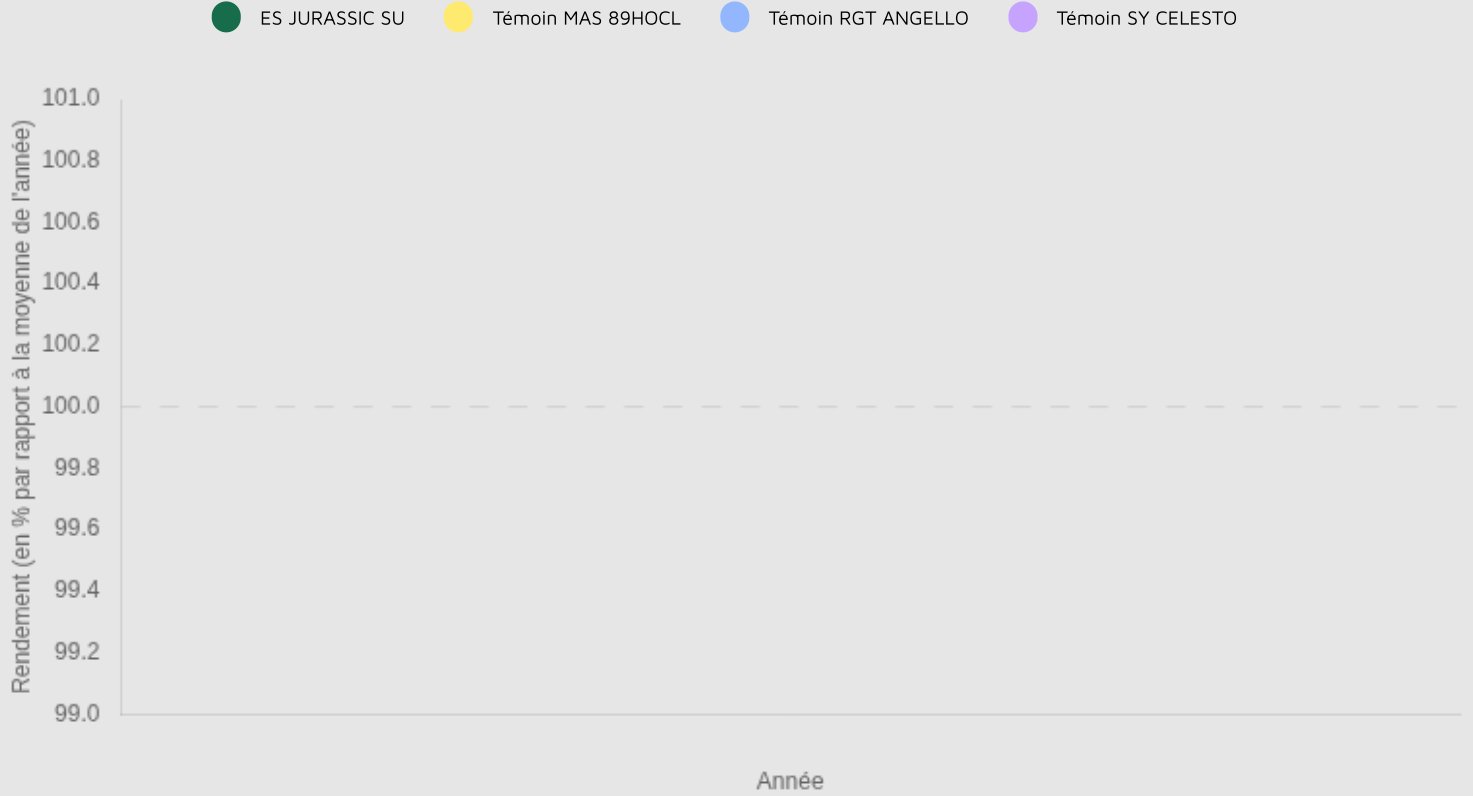 ES JURASSIC SU
Témoin MAS 89HOCL
Témoin RGT ANGELLO
Témoin SY CELESTO
Rendement (en % par rapport à la moyenne de l'année)
101.0
100.8
100.6
100.4
100.2
100.0
99.8
99.6
99.4
99.2
99.0
Année